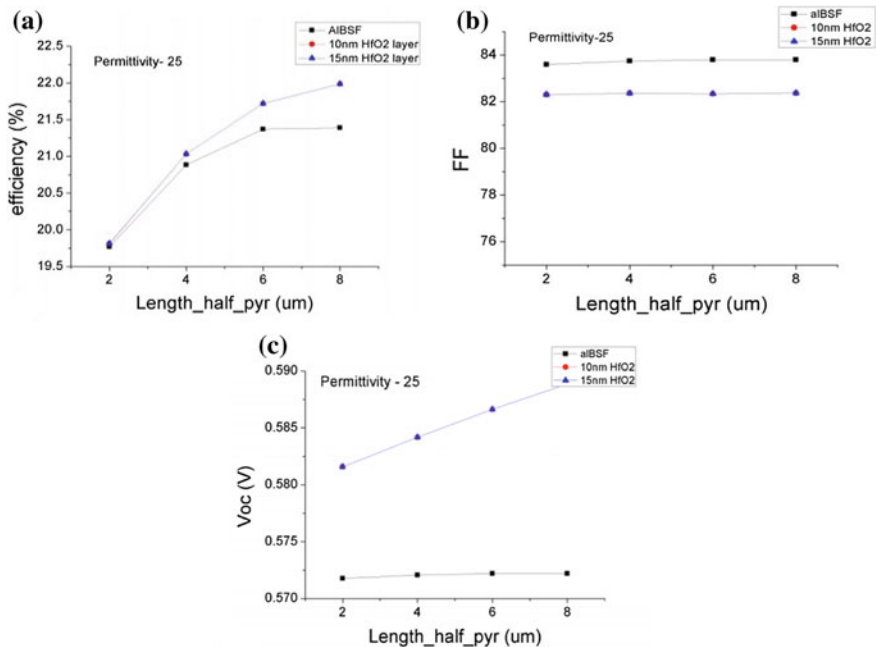 (a)
AlBSF
10nm HfO2 layer
15nm HfO2 layer
Permittivity- 25
22.5
22.0
21.5
21.0
20.5
20.0
19.5
efficiency (%)
2 4 6 8
Length_half_pyr (um)
(b)
alBSF
10nm HfO2
15nm HfO2
Permittivity-25
84
82
80
78
76
FF
2 4 6 8
Length_half_pyr (um)
(c)
alBSF
10nm HfO2
15nm HfO2
Permittivity - 25
0.590
0.585
0.580
0.575
0.570
Voc (V)
2 4 6 8
Length_half_pyr (um)